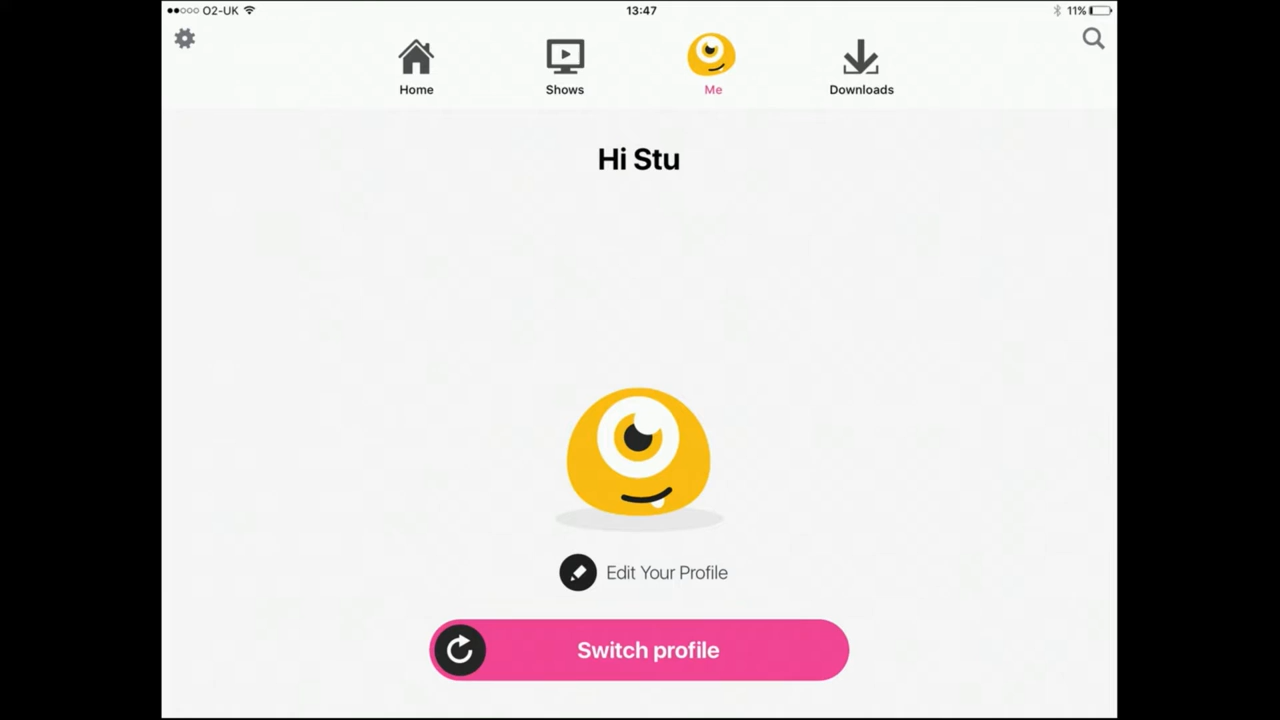 O2-UK
13:47
11%
Home
Shows
Me
Downloads
Hi Stu
Edit Your Profile
Switch profile